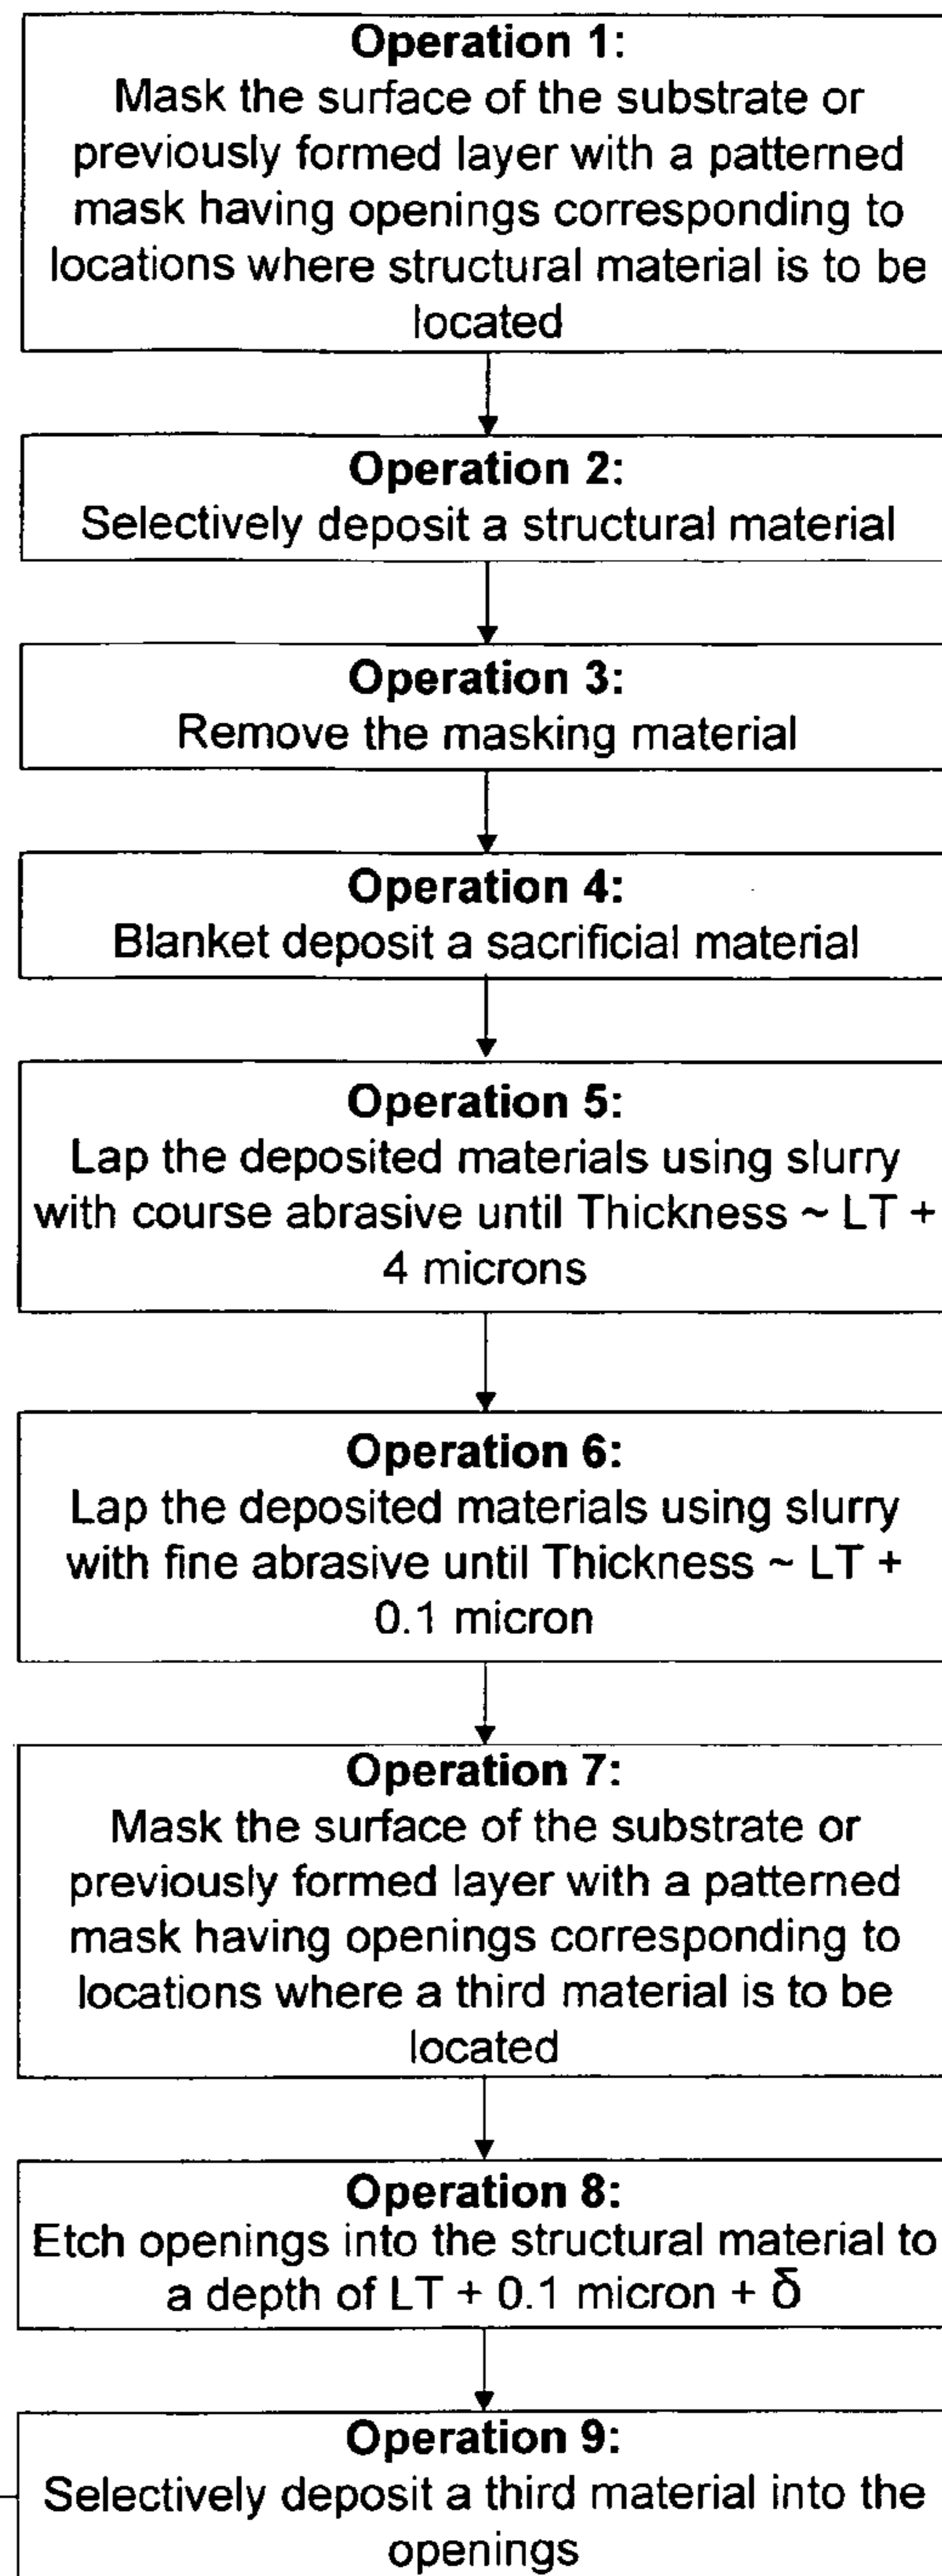 Operation 1:
Mask the surface of the substrate or
previously formed layer with a patterned
mask having openings corresponding to
locations where structural material is to be
located
Operation 2:
Selectively deposit a structural material
Operation 3:
Remove the masking material
Operation 4:
Blanket deposit a sacrificial material
Operation 5:
Lap the deposited materials using slurry
with course abrasive until Thickness ~ LT +
4 microns
Operation 6:
Lap the deposited materials using slurry
with fine abrasive until Thickness ~ LT +
0.1 micron
Operation 7:
Mask the surface of the substrate or
previously formed layer with a patterned
mask having openings corresponding to
locations where a third material is to be
located
Operation 8:
Etch openings into the structural material to
a depth of LT + 0.1 micron + δ
Operation 9:
Selectively deposit a third material into the
openings